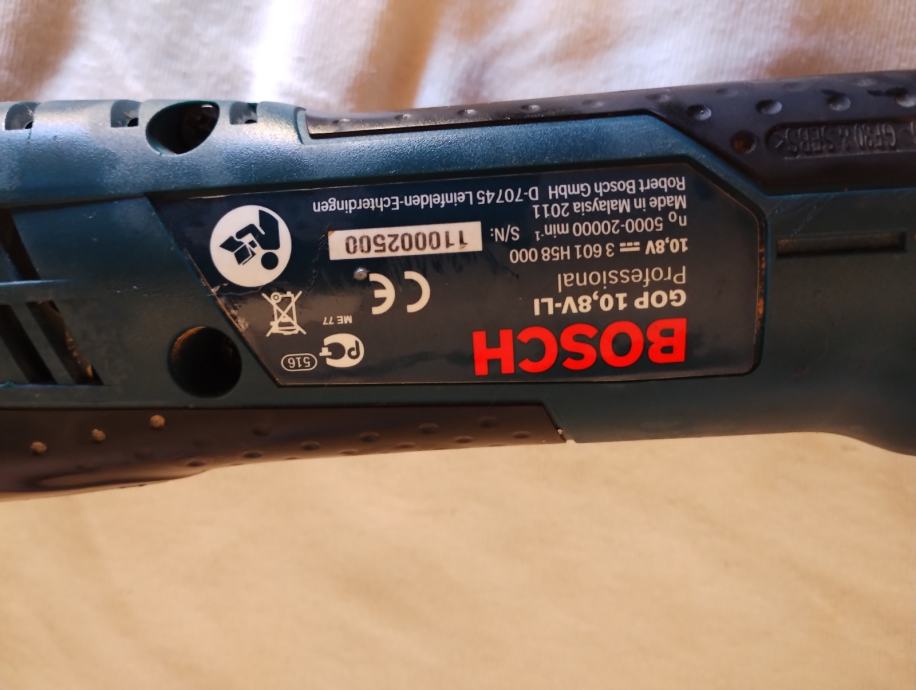 BOSCH
GOP 10,8V-LI
Professional
10,8V ⎓ 3 601 H58 000
n₀ 5000-20000 min⁻¹
Made in Malaysia 2011
Robert Bosch GmbH D-70745 Leinfelden-Echterdingen
S/N: 110002500
CE
ME 77
516